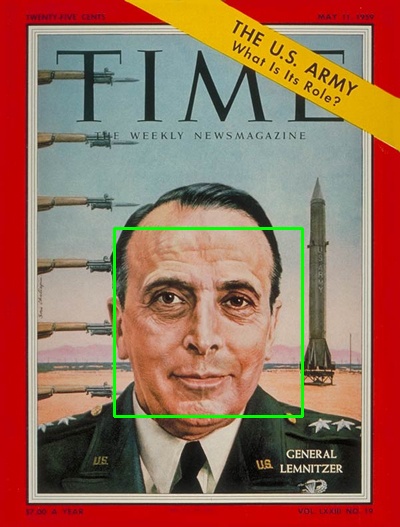 TWENTY-FIVE CENTS
MAY 11, 1959
THE U.S. ARMY
What Is Its Role?
TIME
THE WEEKLY NEWSMAGAZINE
U.S.
U.S.
GENERAL
LEMNITZER
$7.00 A YEAR
VOL. LXXIII NO. 19